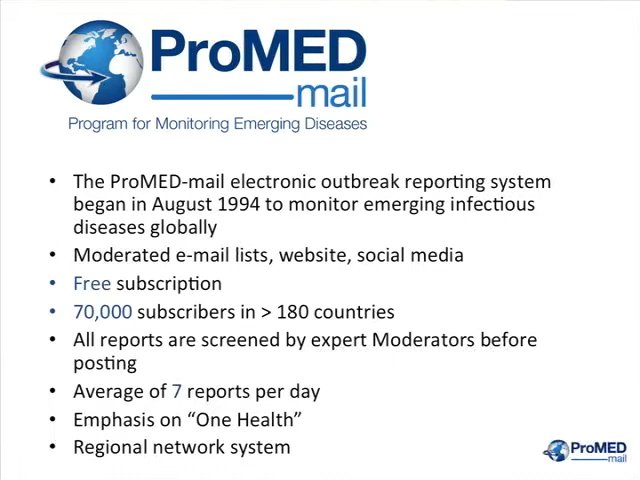 ProMED
mail
Program for Monitoring Emerging Diseases
• The ProMED-mail electronic outbreak reporting system
began in August 1994 to monitor emerging infectious
diseases globally
• Moderated e-mail lists, website, social media
• Free subscription
• 70,000 subscribers in > 180 countries
• All reports are screened by expert Moderators before
posting
• Average of 7 reports per day
• Emphasis on “One Health”
• Regional network system
ProMED
mail